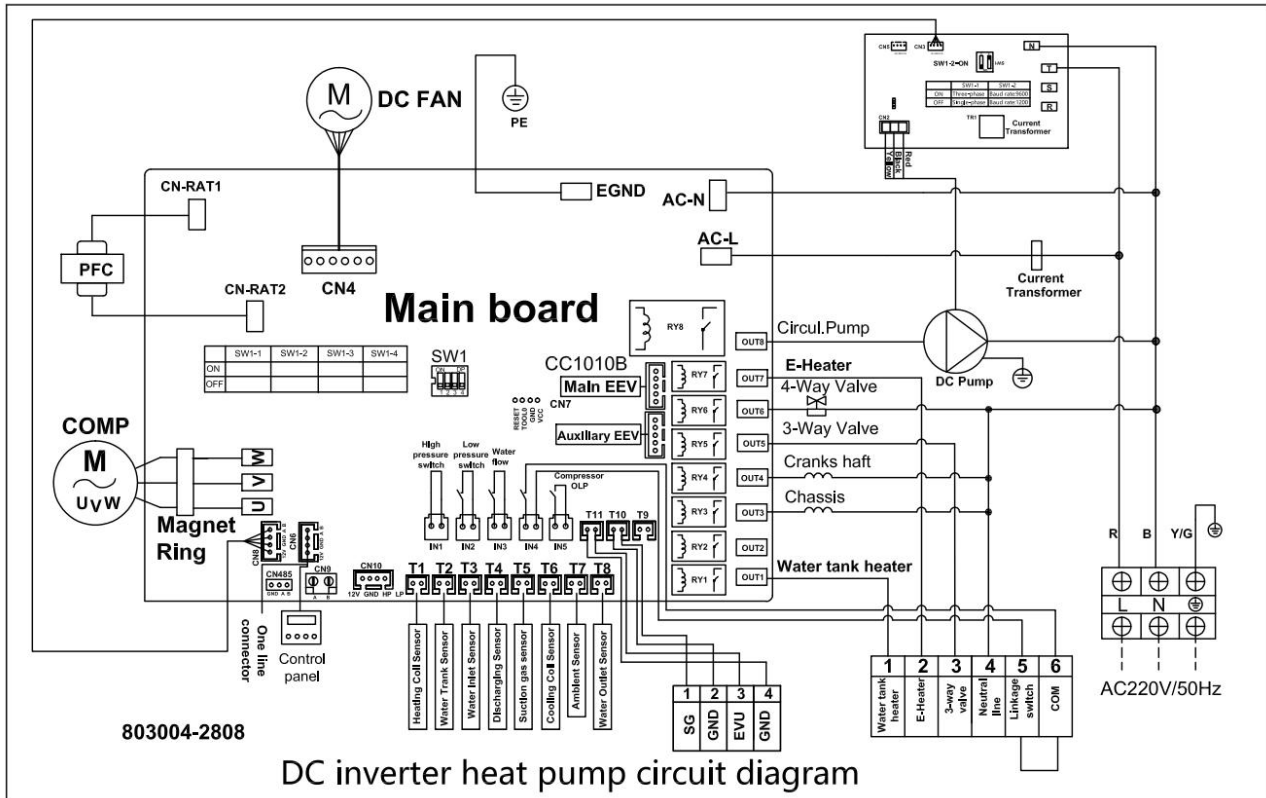 CN5
CN3
N
SW1-2=ON
T
SW1-1 SW1-2
ON Three-phase Baud rate:9600
OFF Single-phase Baud rate:1200
S
R
CN2
TR1
Current
Transformer
Yellow
Black
Red
M
DC FAN
PE
CN-RAT1
EGND
AC-N
AC-L
PFC
CN4
Current
Transformer
CN-RAT2
Main board
RY8
OUT8
Circul.Pump
DC Pump
SW1-1 SW1-2 SW1-3 SW1-4
ON
OFF
SW1
ON DP
1 2 3 4
CC1010B
Main EEV
CN7
Auxiliary EEV
RESET
TOOL0
GND
VCC
RY7
OUT7
E-Heater
RY6
OUT6
4-Way Valve
RY5
OUT5
3-Way Valve
RY4
OUT4
Cranks haft
RY3
OUT3
Chassis
RY2
OUT2
RY1
OUT1
Water tank heater
COMP
M
UVW
W
V
U
Magnet
Ring
High
pressure
switch
Low
pressure
switch
Water
flow
Compressor
OLP
IN1
IN2
IN3
IN4
IN5
T11
T10
T9
CN8
12V GND A B
CN6
CN485
GND A B
CN9
A B
CN10
12V GND HP LP
T1
T2
T3
T4
T5
T6
T7
T8
One line
connector
Control
panel
Heating Coil Sensor
Water Trank Sensor
Water Inlet Sensor
Discharging Sensor
Suction gas sensor
Cooling Coil Sensor
Ambient Sensor
Water Outlet Sensor
1 2 3 4
SG
GND
EVU
GND
1 2 3 4 5 6
Water tank
heater
E-Heater
3-way
valve
Neutral
line
Linkage
switch
COM
R B Y/G
L N
AC220V/50Hz
803004-2808
DC inverter heat pump circuit diagram